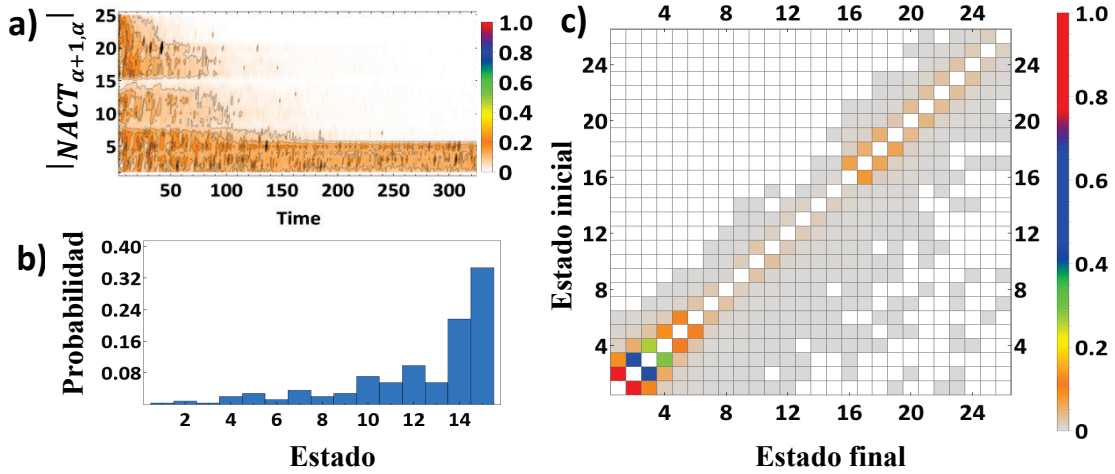 a)
|NACT α+1,α|
25
20
15
10
5
50 100 150 200 250 300
Time
1.0
0.8
0.6
0.4
0.2
0
b)
Probabilidad
0.40
0.32
0.24
0.16
0.08
2 4 6 8 10 12 14
Estado
c)
4 8 12 16 20 24
Estado inicial
24
20
16
12
8
4
24
20
16
12
8
4
4 8 12 16 20 24
Estado final
1.0
0.8
0.6
0.4
0.2
0